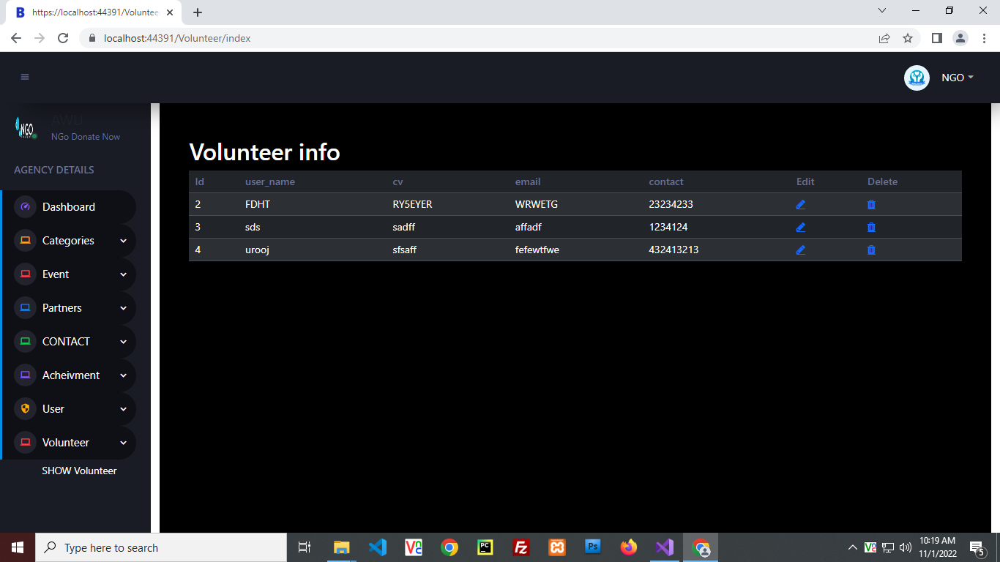 https://localhost:44391/Voluntee
localhost:44391/Volunteer/index
NGO
NGO
AWU
NGo Donate Now
AGENCY DETAILS
Dashboard
Categories
Event
Partners
CONTACT
Acheivment
User
Volunteer
SHOW Volunteer
Volunteer info
Id user_name cv email contact Edit Delete
2 FDHT RY5EYER WRWETG 23234233
3 sds sadff affadf 1234124
4 urooj sfsaff fefewtfwe 432413213
Type here to search
10:19 AM
11/1/2022
5